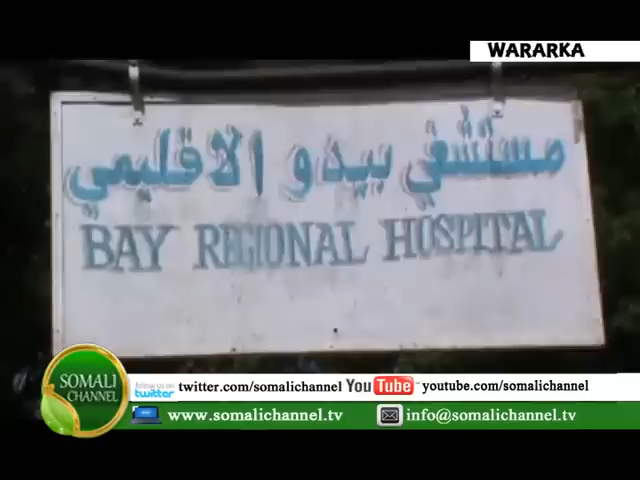 WARARKA
مستشفي بيدو الاقليمي
BAY REGIONAL HOSPITAL
SOMALI CHANNEL
follow us on twitter twitter.com/somalichannel YouTube youtube.com/somalichannel
www.somalichannel.tv info@somalichannel.tv